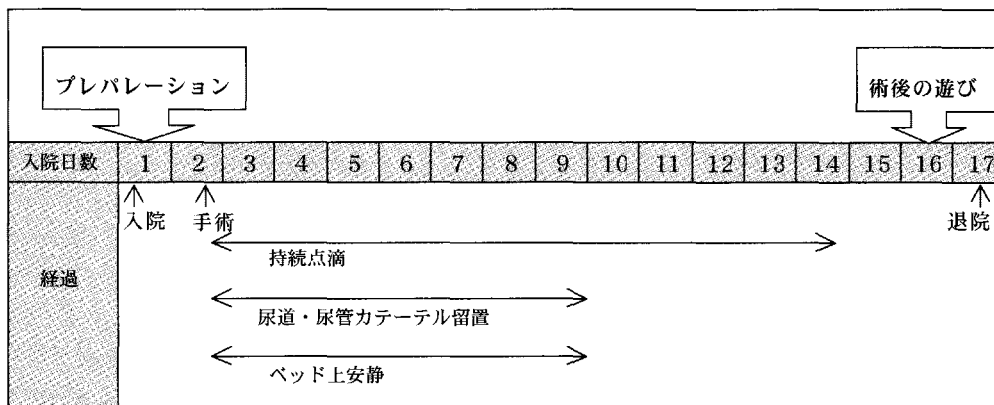 プレパレーション
術後の遊び
入院日数 1 2 3 4 5 6 7 8 9 10 11 12 13 14 15 16 17
入院 手術 退院
持続点滴
経過
尿道・尿管カテーテル留置
ベッド上安静